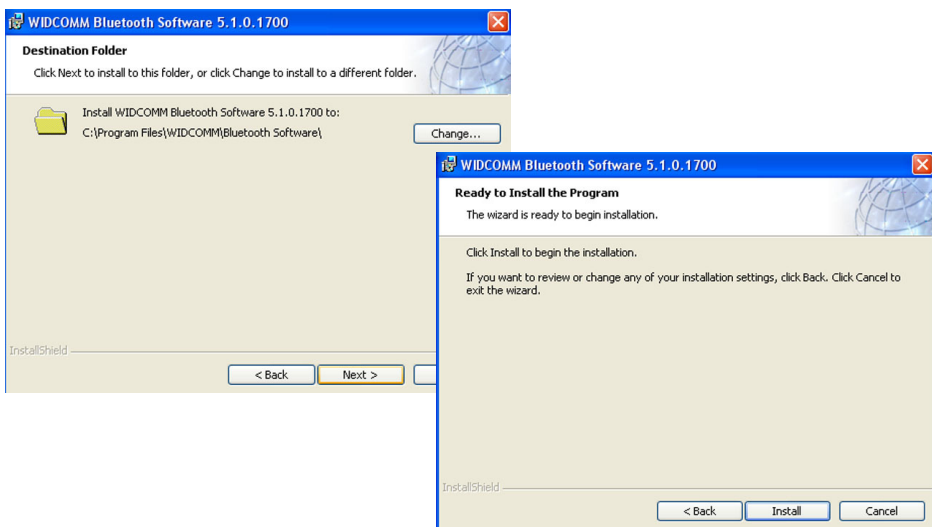 WIDCOMM Bluetooth Software 5.1.0.1700
Destination Folder
Click Next to install to this folder, or click Change to install to a different folder.
Install WIDCOMM Bluetooth Software 5.1.0.1700 to:
C:\Program Files\WIDCOMM\Bluetooth Software\
Change...
InstallShield
< Back
Next >
WIDCOMM Bluetooth Software 5.1.0.1700
Ready to Install the Program
The wizard is ready to begin installation.
Click Install to begin the installation.
If you want to review or change any of your installation settings, click Back. Click Cancel to
exit the wizard.
InstallShield
< Back
Install
Cancel